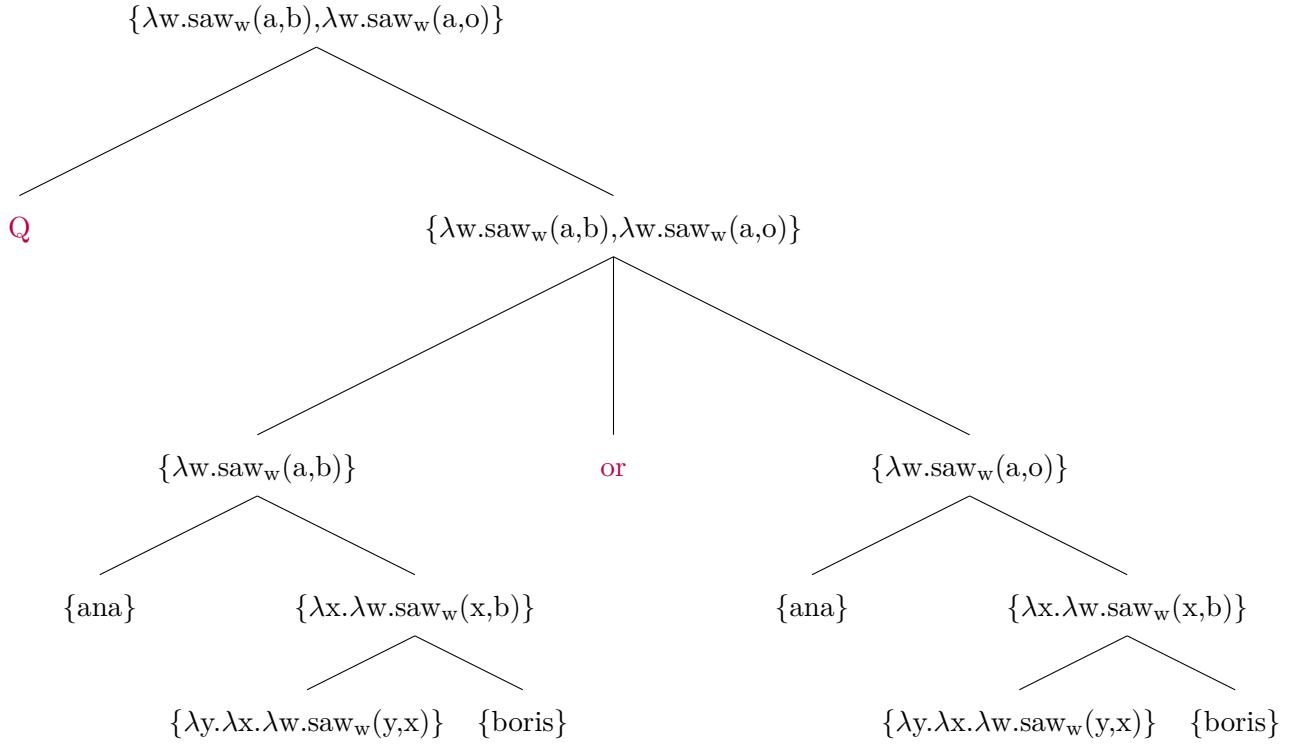 {λw.saw_w(a,b),λw.saw_w(a,o)}
Q
{λw.saw_w(a,b),λw.saw_w(a,o)}
{λw.saw_w(a,b)}
or
{λw.saw_w(a,o)}
{ana}
{λx.λw.saw_w(x,b)}
{ana}
{λx.λw.saw_w(x,b)}
{λy.λx.λw.saw_w(y,x)}
{boris}
{λy.λx.λw.saw_w(y,x)}
{boris}